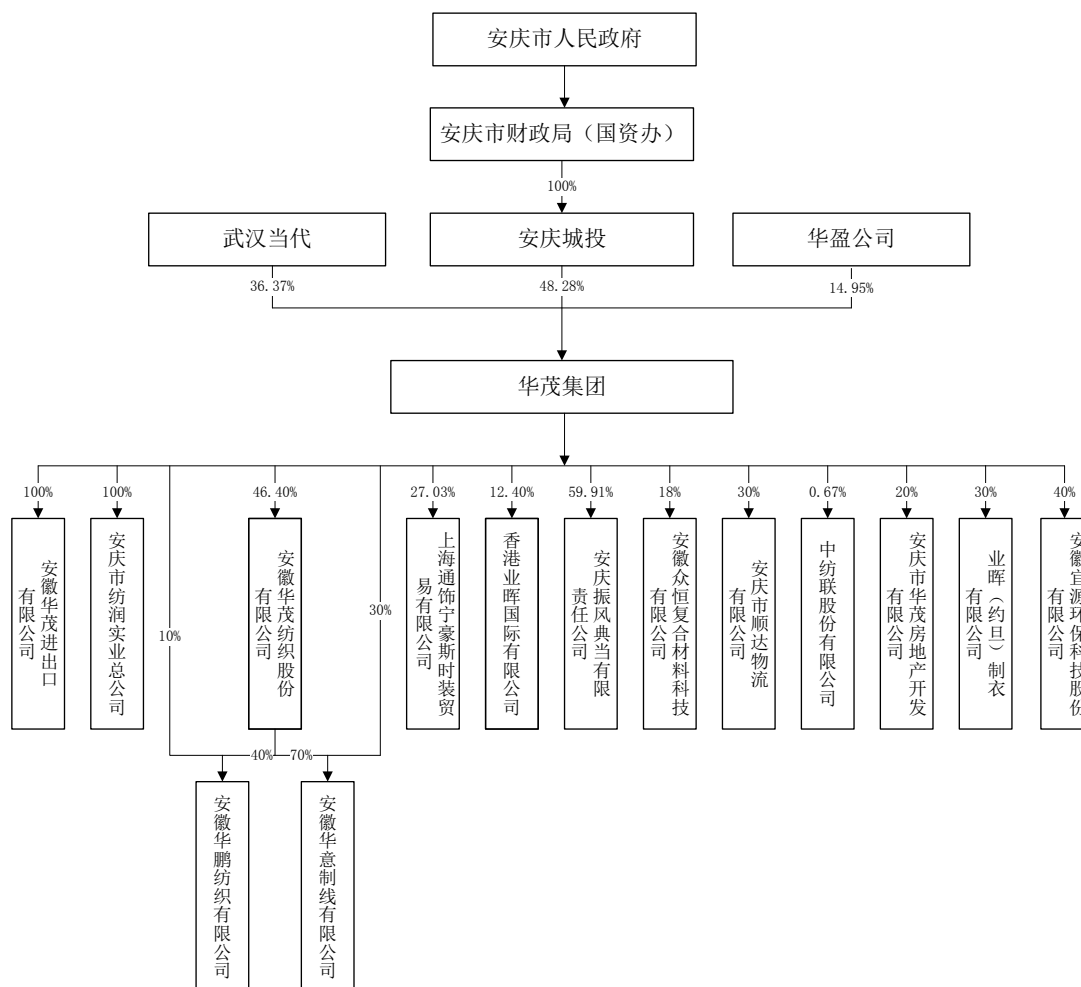 安庆市人民政府
安庆市财政局（国资办）
100%
武汉当代
安庆城投
华盈公司
36.37%
48.28%
14.95%
华茂集团
100%
100%
46.40%
27.03%
12.40%
59.91%
18%
30%
0.67%
20%
30%
40%
安徽华茂进出口
有限公司
安庆市纺润实业总公司
10%
安徽华茂纺织股份
有限公司
30%
上海通饰宁豪斯时装贸
易有限公司
香港业晖国际有限公司
安庆振风典当有限
责任公司
安徽众恒复合材料科技
有限公司
安庆市顺达物流
有限公司
中纺联股份有限公司
安庆市华茂房地产开发
有限公司
业晖（约旦）制衣
有限公司
安徽宜源环保科技股份
有限公司
40%
70%
安徽华鹏纺织有限公司
安徽华意制线有限公司